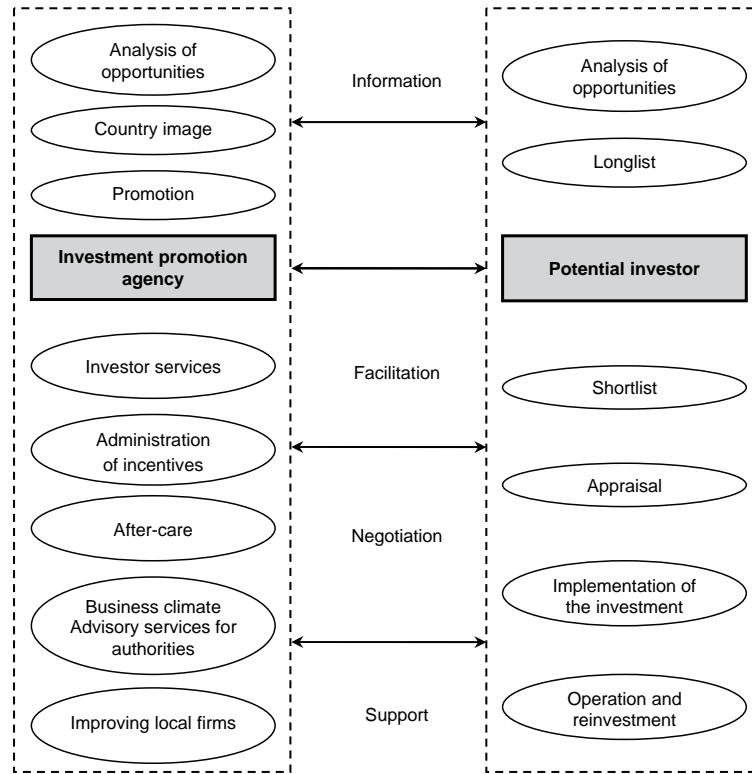 Analysis of
opportunities
Country image
Promotion
Investment promotion
agency
Investor services
Administration
of incentives
After-care
Business climate
Advisory services for
authorities
Improving local firms
Information
Facilitation
Negotiation
Support
Analysis of
opportunities
Longlist
Potential investor
Shortlist
Appraisal
Implementation of
the investment
Operation and
reinvestment